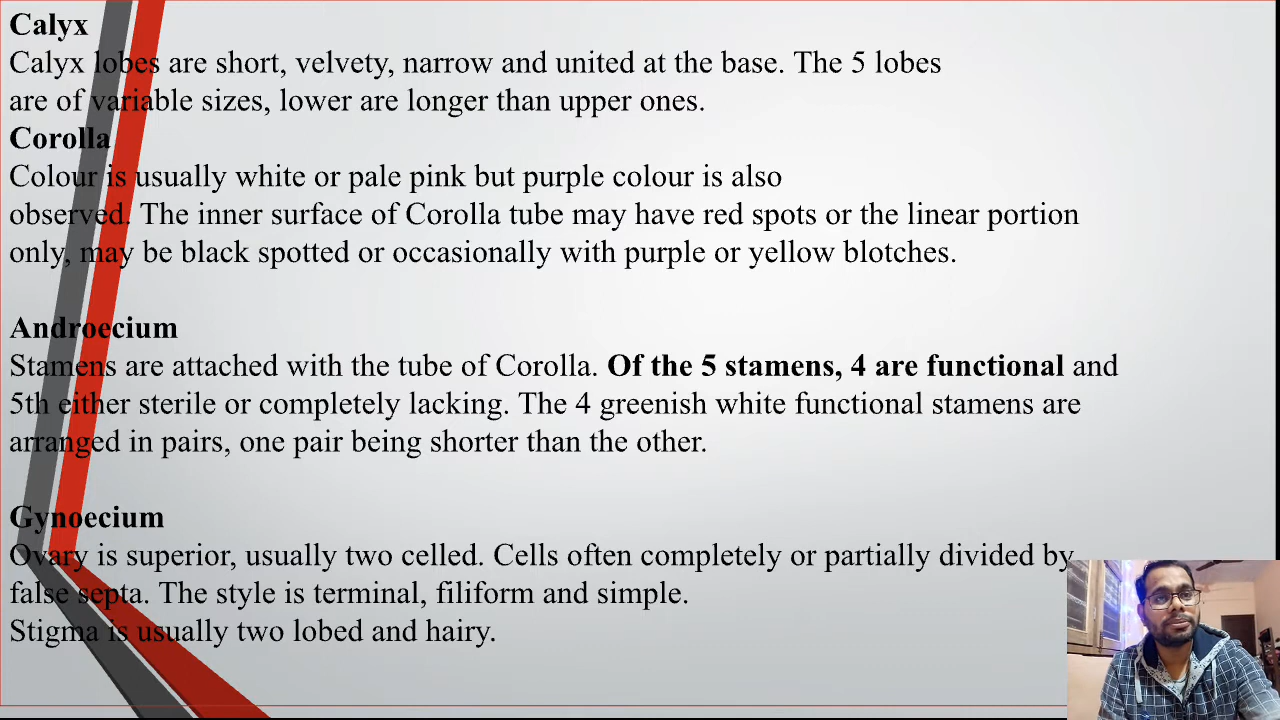 Calyx
Calyx lobes are short, velvety, narrow and united at the base. The 5 lobes
are of variable sizes, lower are longer than upper ones.
Corolla
Colour is usually white or pale pink but purple colour is also
observed. The inner surface of Corolla tube may have red spots or the linear portion
only, may be black spotted or occasionally with purple or yellow blotches.
Androecium
Stamens are attached with the tube of Corolla. Of the 5 stamens, 4 are functional and
5th either sterile or completely lacking. The 4 greenish white functional stamens are
arranged in pairs, one pair being shorter than the other.
Gynoecium
Ovary is superior, usually two celled. Cells often completely or partially divided by
false septa. The style is terminal, filiform and simple.
Stigma is usually two lobed and hairy.